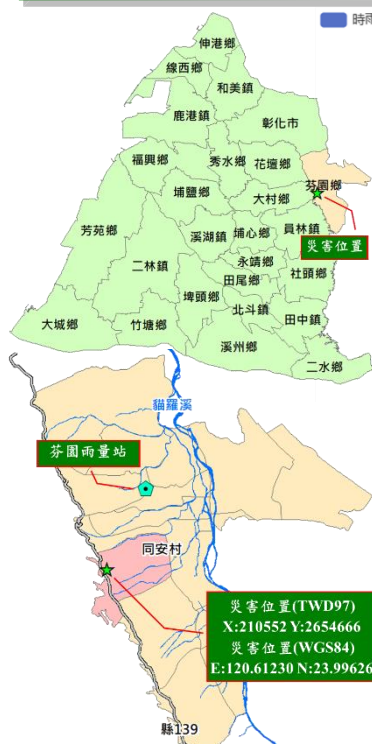 時雨
伸港鄉
線西鄉
和美鎮
鹿港鎮
彰化市
福興鄉
秀水鄉
花壇鄉
芬園鄉
埔鹽鄉
大村鄉
芳苑鄉
溪湖鎮
埔心鄉
員林鎮
災害位置
永靖鄉
二林鎮
田尾鄉
社頭鄉
埤頭鄉
北斗鎮
大城鄉
竹塘鄉
田中鎮
溪州鄉
二水鄉
貓羅溪
芬園雨量站
同安村
災害位置(TWD97)
X:210552 Y:2654666
災害位置(WGS84)
E:120.61230 N:23.99626
縣139